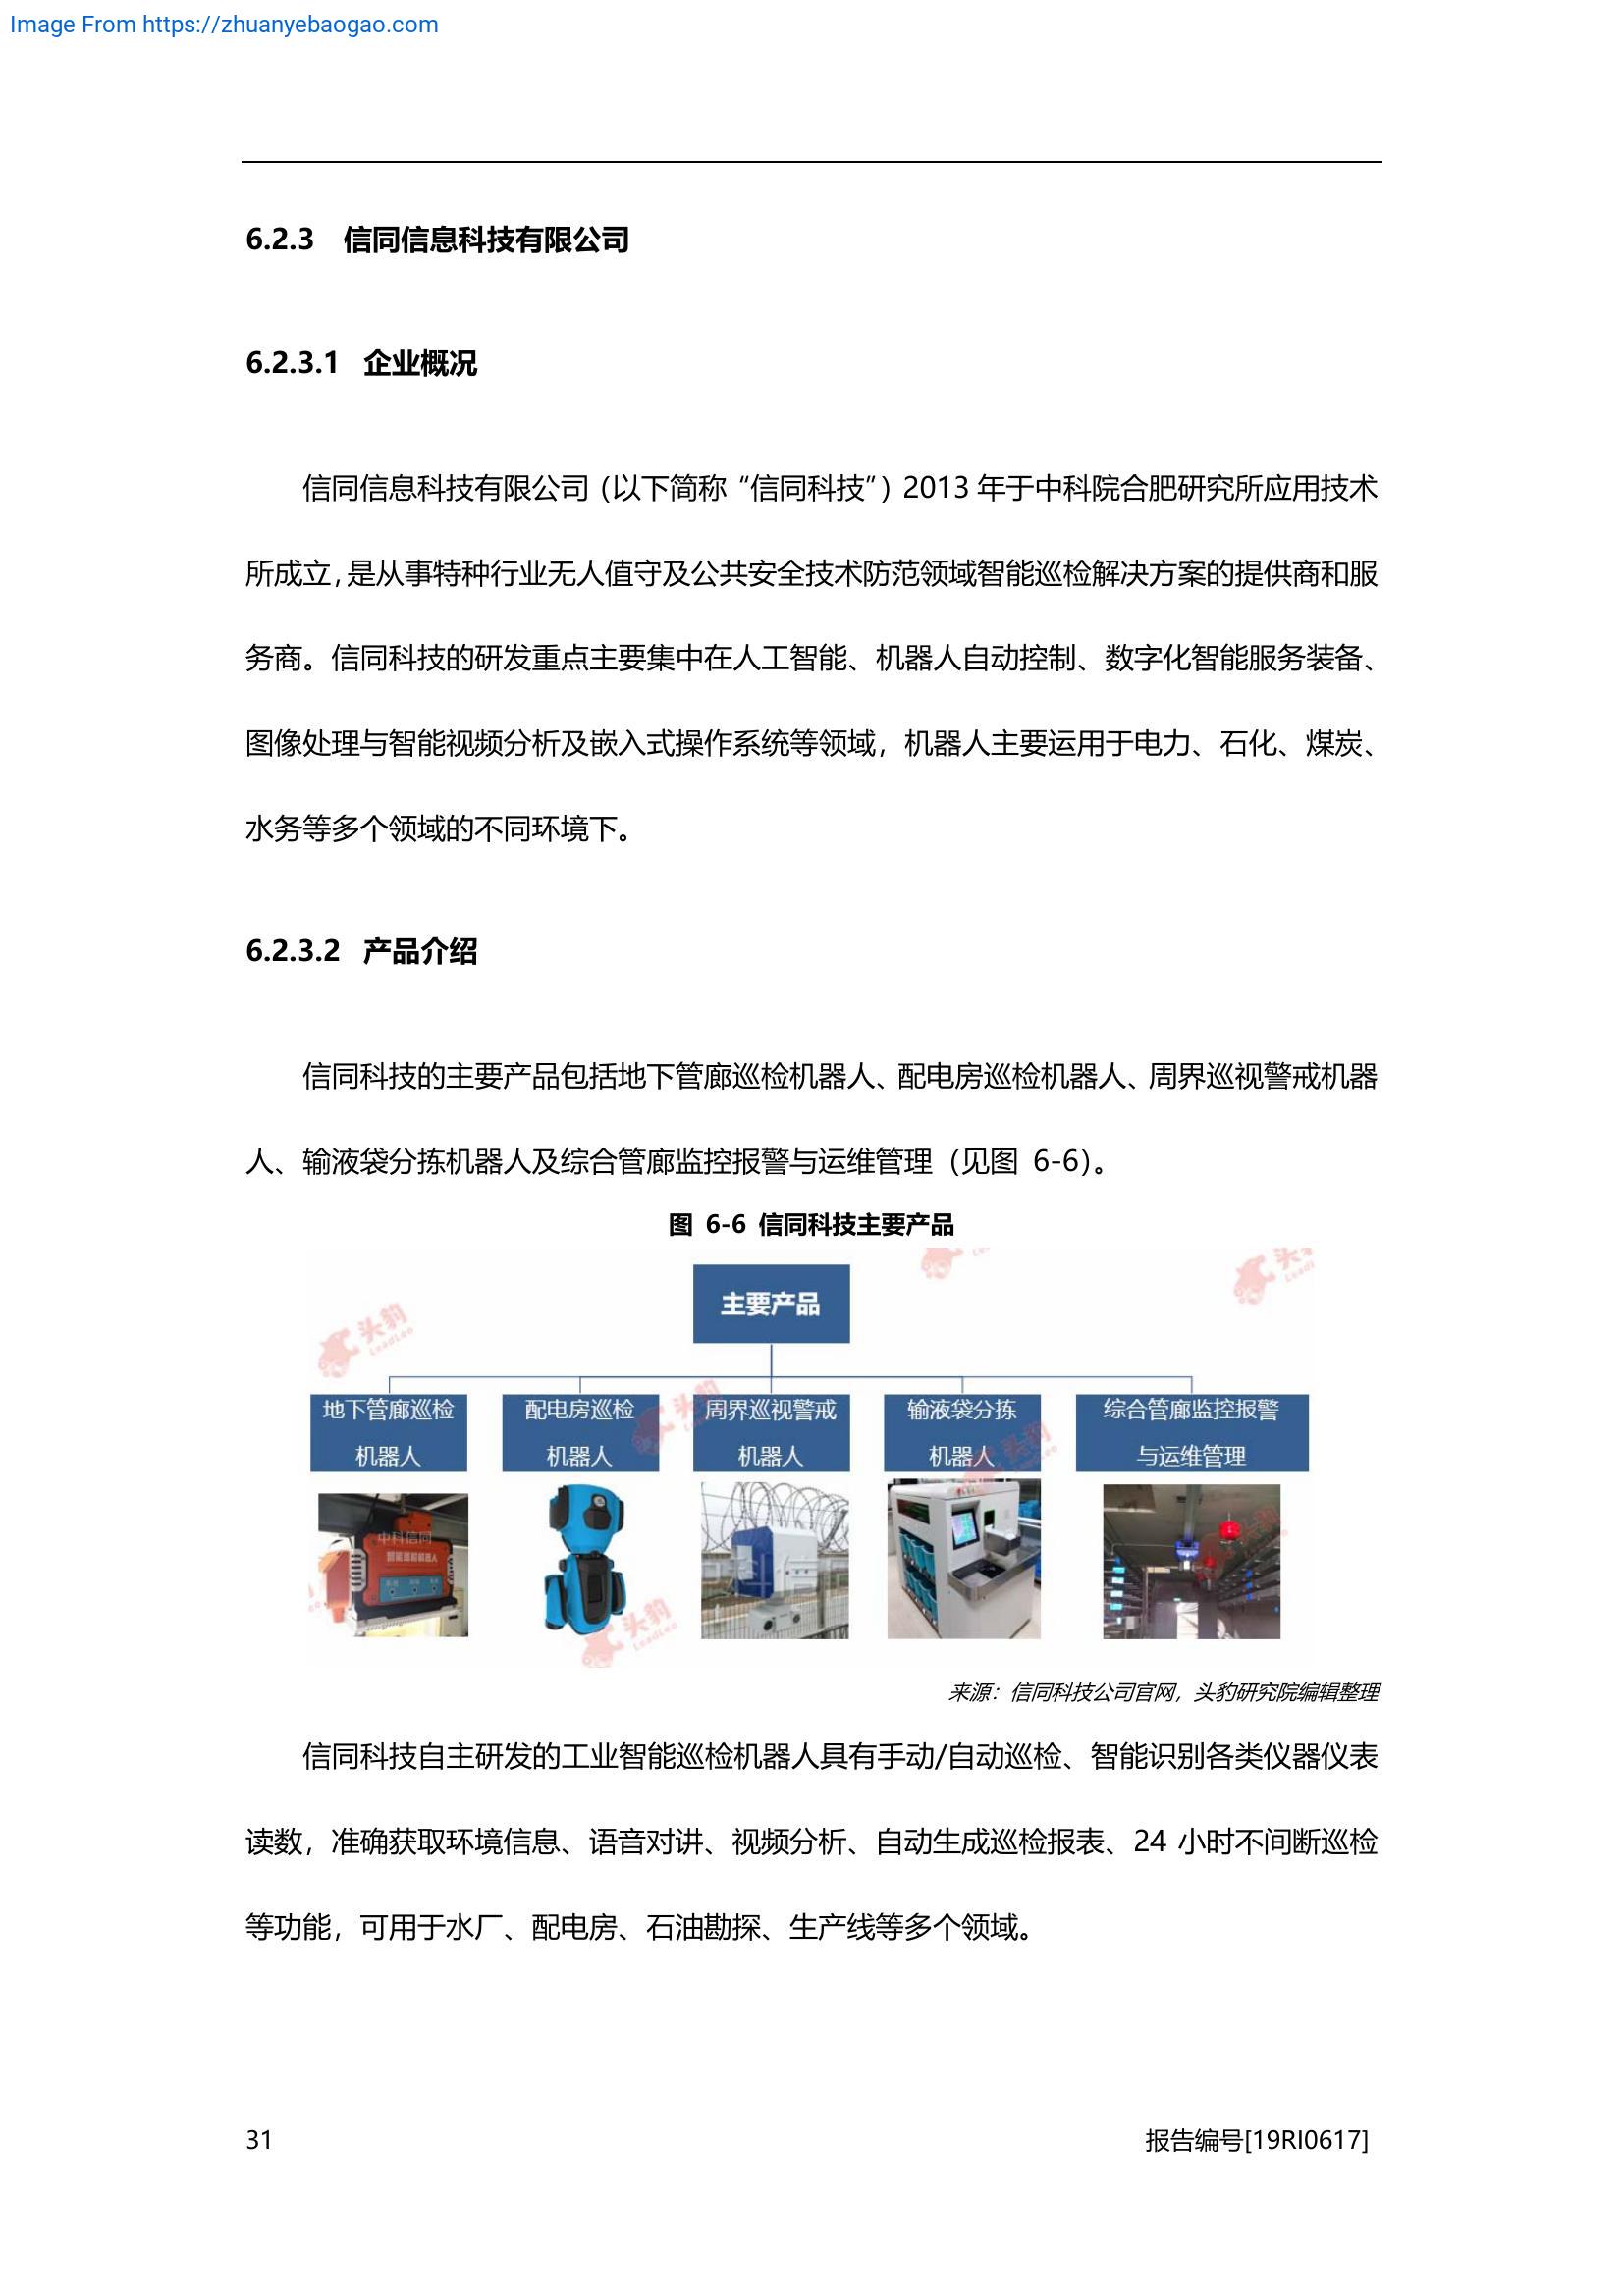 Image From https://zhuanyebaogao.com
6.2.3 信同信息科技有限公司
6.2.3.1 企业概况
信同信息科技有限公司（以下简称“信同科技”）2013 年于中科院合肥研究所应用技术
所成立，是从事特种行业无人值守及公共安全技术防范领域智能巡检解决方案的提供商和服
务商。信同科技的研发重点主要集中在人工智能、机器人自动控制、数字化智能服务装备、
图像处理与智能视频分析及嵌入式操作系统等领域，机器人主要运用于电力、石化、煤炭、
水务等多个领域的不同环境下。
6.2.3.2 产品介绍
信同科技的主要产品包括地下管廊巡检机器人、配电房巡检机器人、周界巡视警戒机器
人、输液袋分拣机器人及综合管廊监控报警与运维管理（见图 6-6）。
图 6-6 信同科技主要产品
主要产品
地下管廊巡检
机器人
配电房巡检
机器人
周界巡视警戒
机器人
输液袋分拣
机器人
综合管廊监控报警
与运维管理
中科信同
智能巡检机器人
头豹
LeadLeo
来源：信同科技公司官网，头豹研究院编辑整理
信同科技自主研发的工业智能巡检机器人具有手动/自动巡检、智能识别各类仪器仪表
读数，准确获取环境信息、语音对讲、视频分析、自动生成巡检报表、24 小时不间断巡检
等功能，可用于水厂、配电房、石油勘探、生产线等多个领域。
31
报告编号[19RI0617]